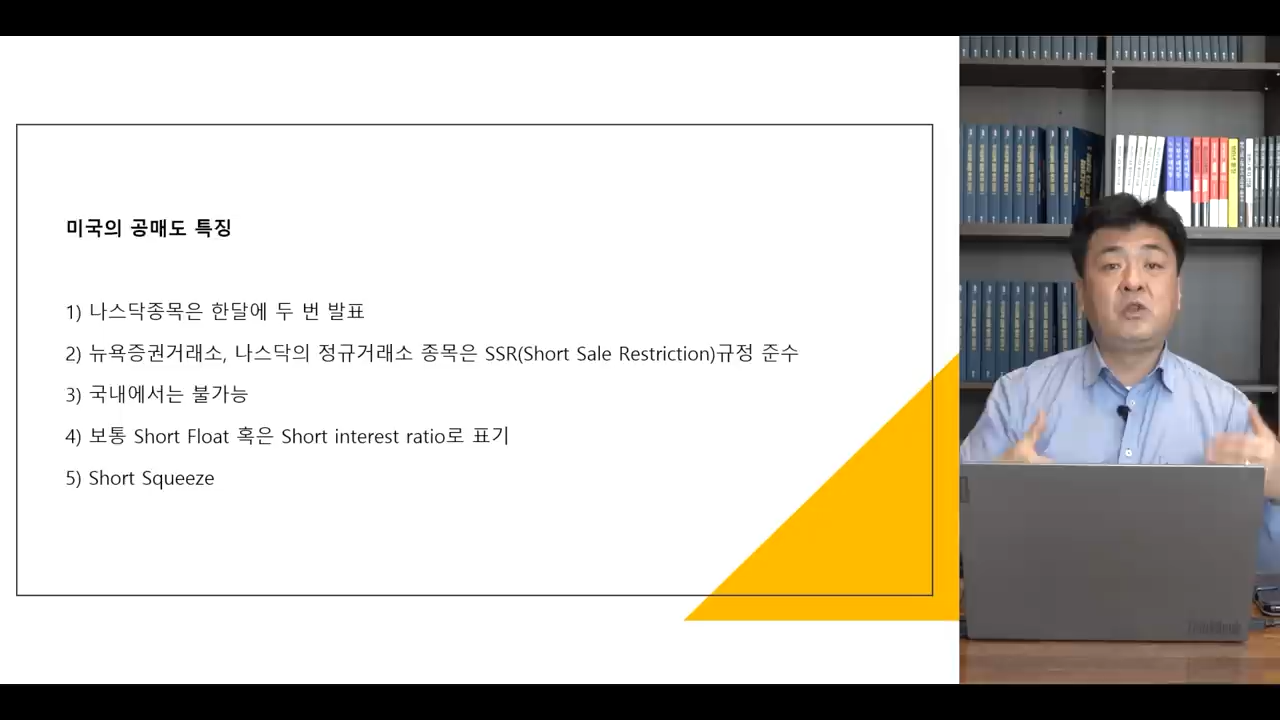 미국의 공매도 특징
1) 나스닥종목은 한달에 두 번 발표
2) 뉴욕증권거래소, 나스닥의 정규거래소 종목은 SSR(Short Sale Restriction)규정 준수
3) 국내에서는 불가능
4) 보통 Short Float 혹은 Short interest ratio로 표기
5) Short Squeeze